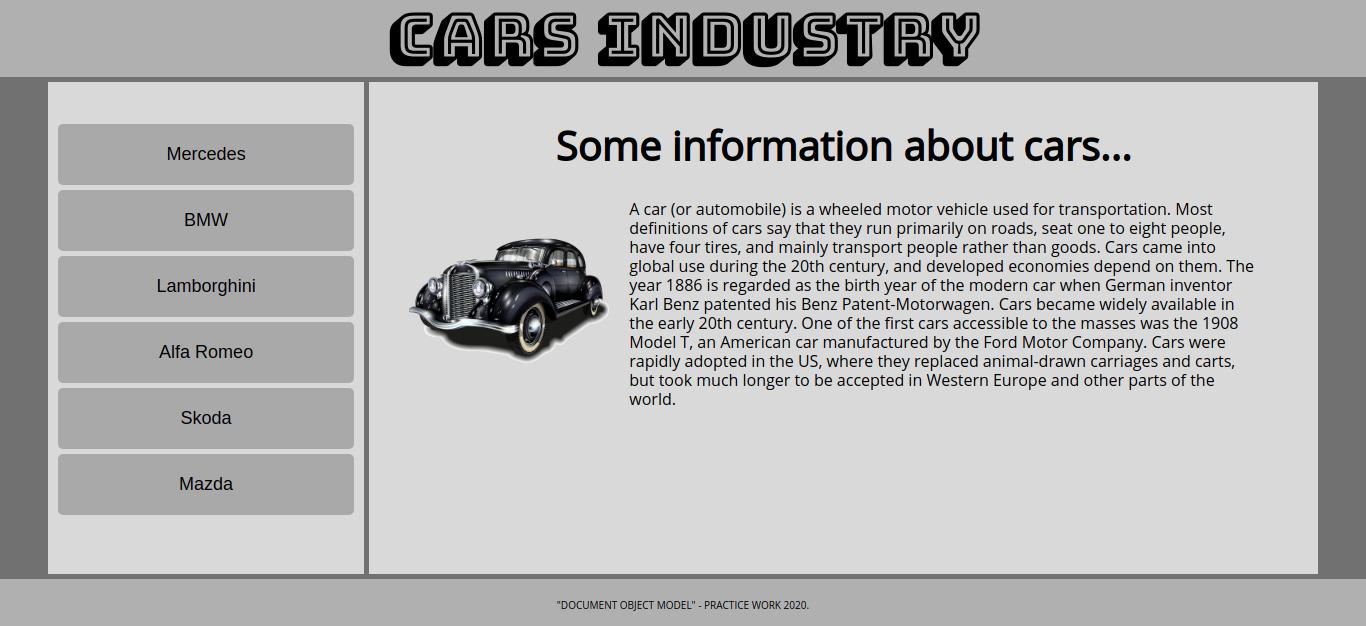 CARS INDUSTRY
Mercedes
BMW
Lamborghini
Alfa Romeo
Skoda
Mazda
Some information about cars...
A car (or automobile) is a wheeled motor vehicle used for transportation. Most
definitions of cars say that they run primarily on roads, seat one to eight people,
have four tires, and mainly transport people rather than goods. Cars came into
global use during the 20th century, and developed economies depend on them. The
year 1886 is regarded as the birth year of the modern car when German inventor
Karl Benz patented his Benz Patent-Motorwagen. Cars became widely available in
the early 20th century. One of the first cars accessible to the masses was the 1908
Model T, an American car manufactured by the Ford Motor Company. Cars were
rapidly adopted in the US, where they replaced animal-drawn carriages and carts,
but took much longer to be accepted in Western Europe and other parts of the
world.
"DOCUMENT OBJECT MODEL" - PRACTICE WORK 2020.